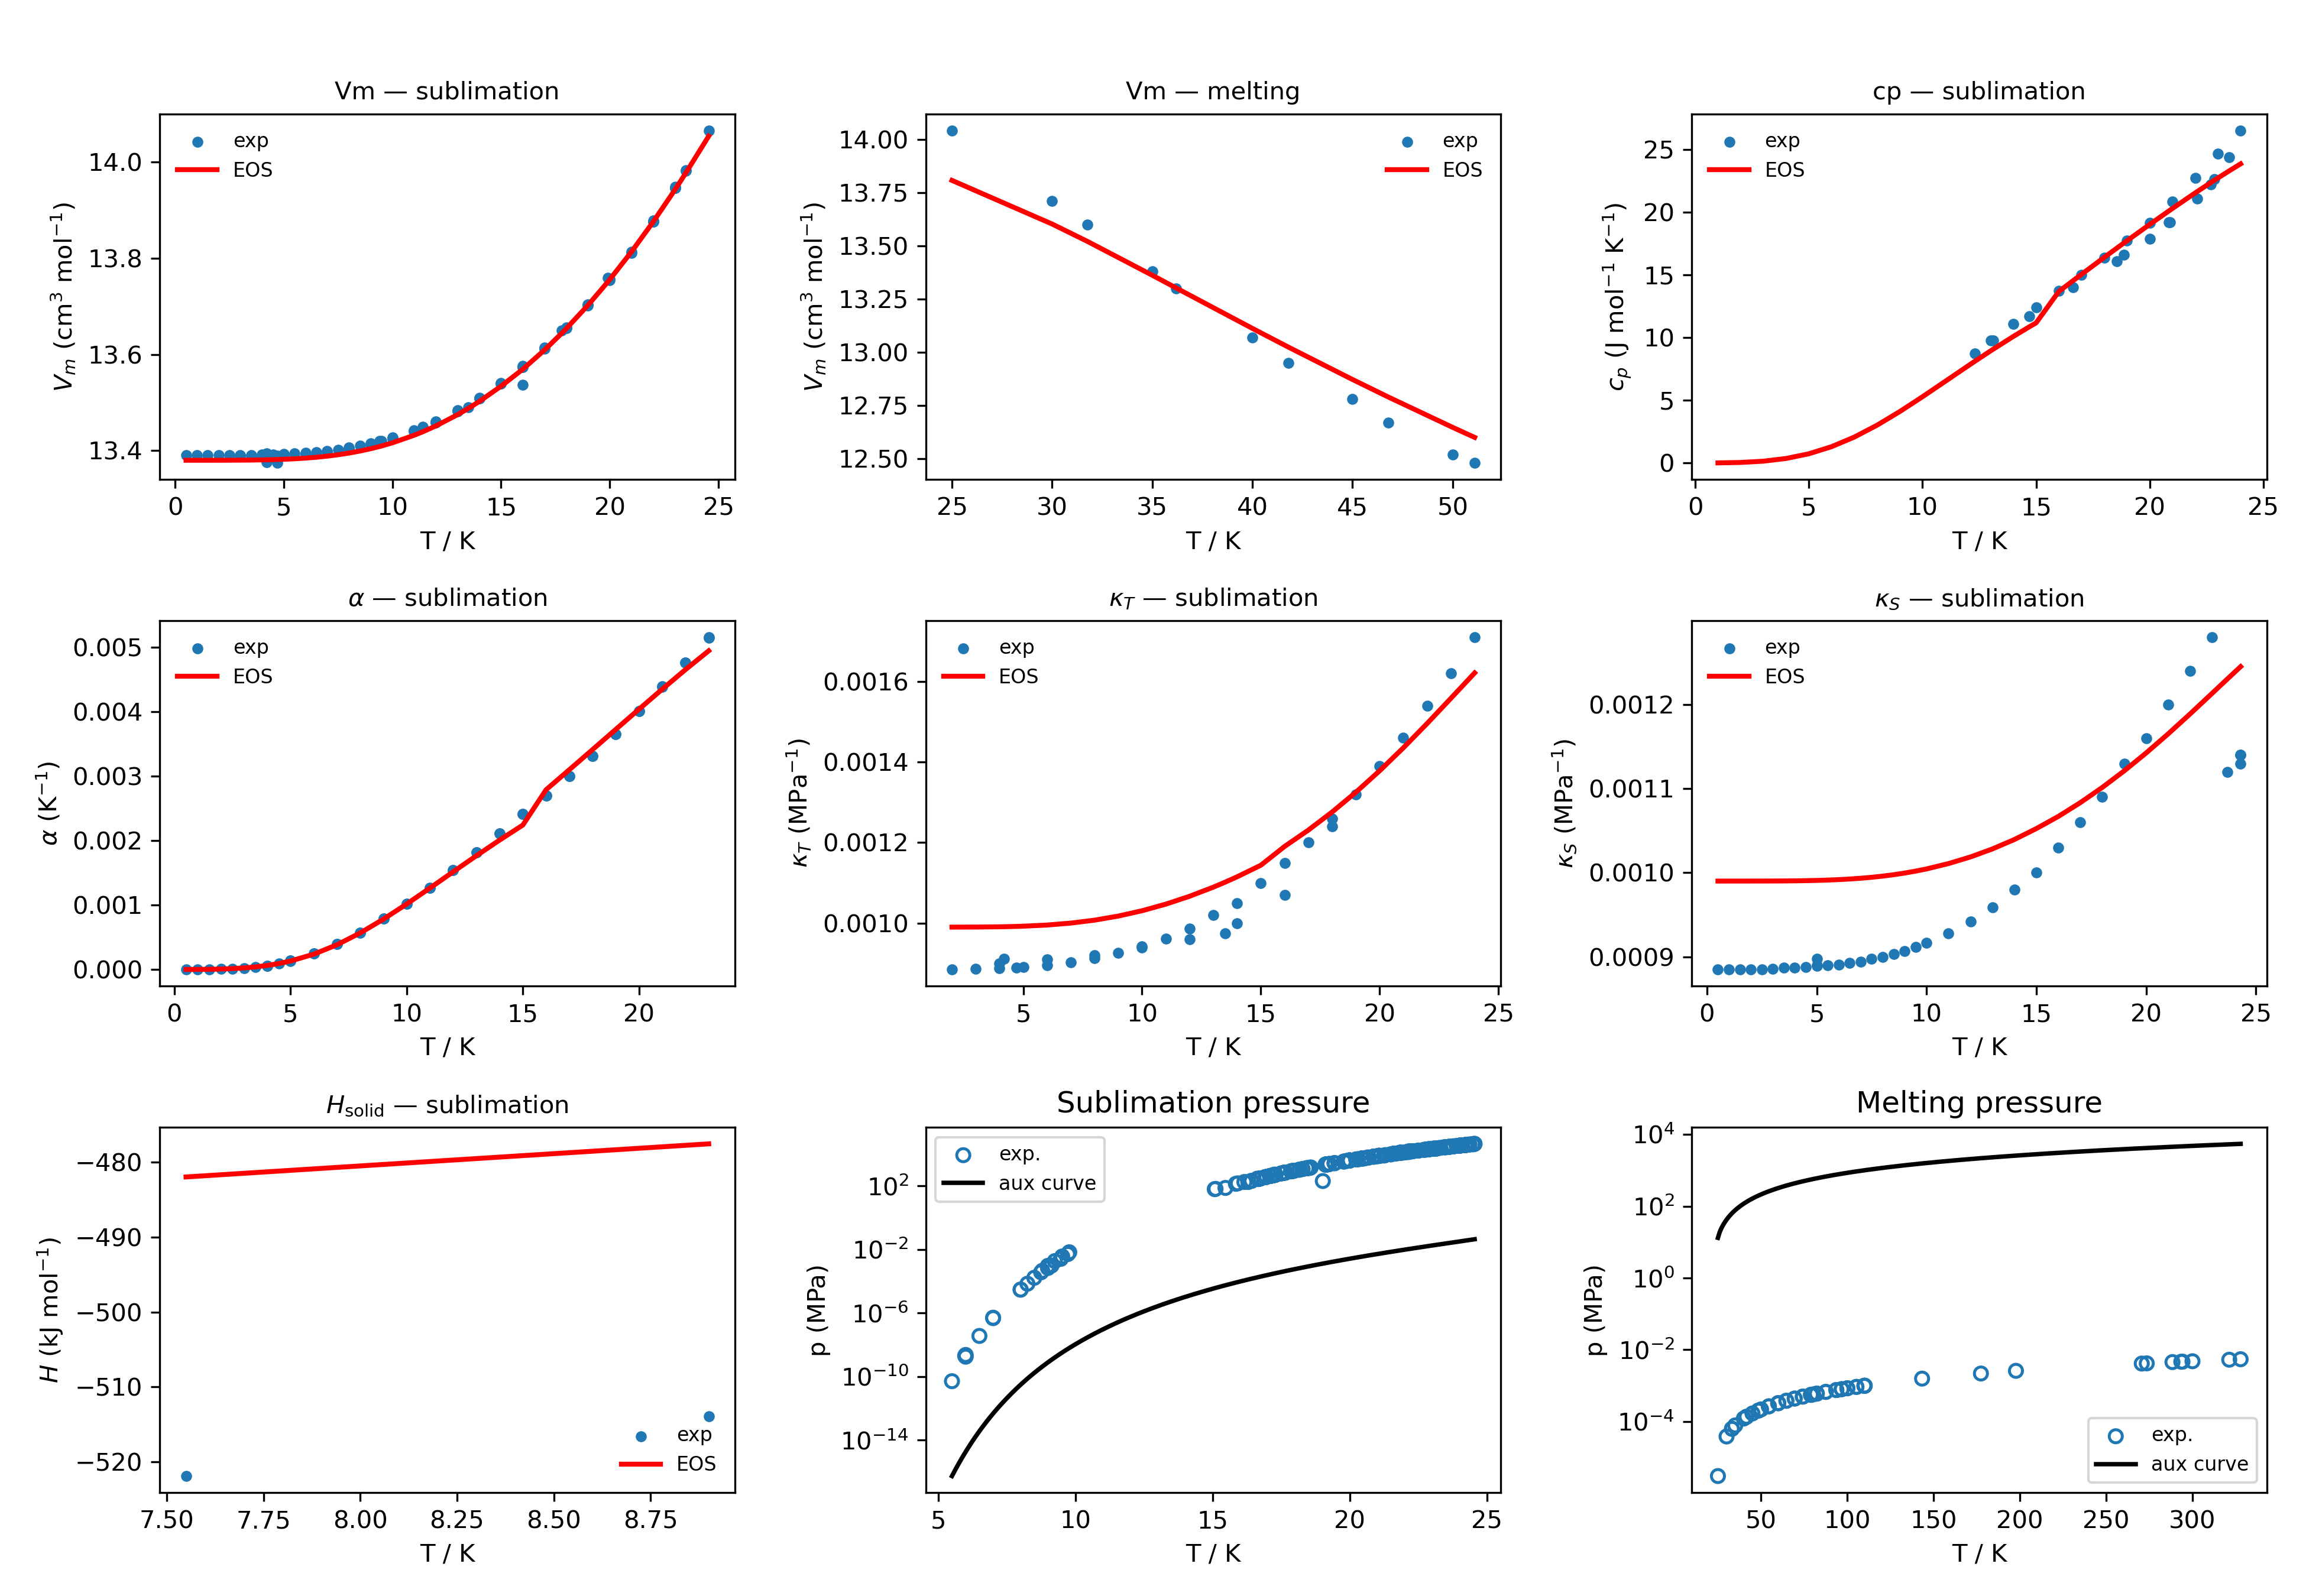 Vm — sublimation
14.0
13.8
13.6
13.4
V_m (cm³ mol⁻¹)
exp
EOS
0 5 10 15 20 25
T / K
Vm — melting
14.00
13.75
13.50
13.25
13.00
12.75
12.50
V_m (cm³ mol⁻¹)
exp
EOS
25 30 35 40 45 50
T / K
cp — sublimation
25
20
15
10
5
0
c_p (J mol⁻¹ K⁻¹)
exp
EOS
0 5 10 15 20 25
T / K
α — sublimation
0.005
0.004
0.003
0.002
0.001
0.000
α (K⁻¹)
exp
EOS
0 5 10 15 20
T / K
κ_T — sublimation
0.0016
0.0014
0.0012
0.0010
κ_T (MPa⁻¹)
exp
EOS
5 10 15 20 25
T / K
κ_S — sublimation
0.0012
0.0011
0.0010
0.0009
κ_S (MPa⁻¹)
exp
EOS
0 5 10 15 20 25
T / K
H_solid — sublimation
−480
−490
−500
−510
−520
H (kJ mol⁻¹)
exp
EOS
7.50 7.75 8.00 8.25 8.50 8.75
T / K
Sublimation pressure
10²
10⁻²
10⁻⁶
10⁻¹⁰
10⁻¹⁴
p (MPa)
exp.
aux curve
5 10 15 20 25
T / K
Melting pressure
10⁴
10²
10⁰
10⁻²
10⁻⁴
p (MPa)
exp.
aux curve
50 100 150 200 250 300
T / K